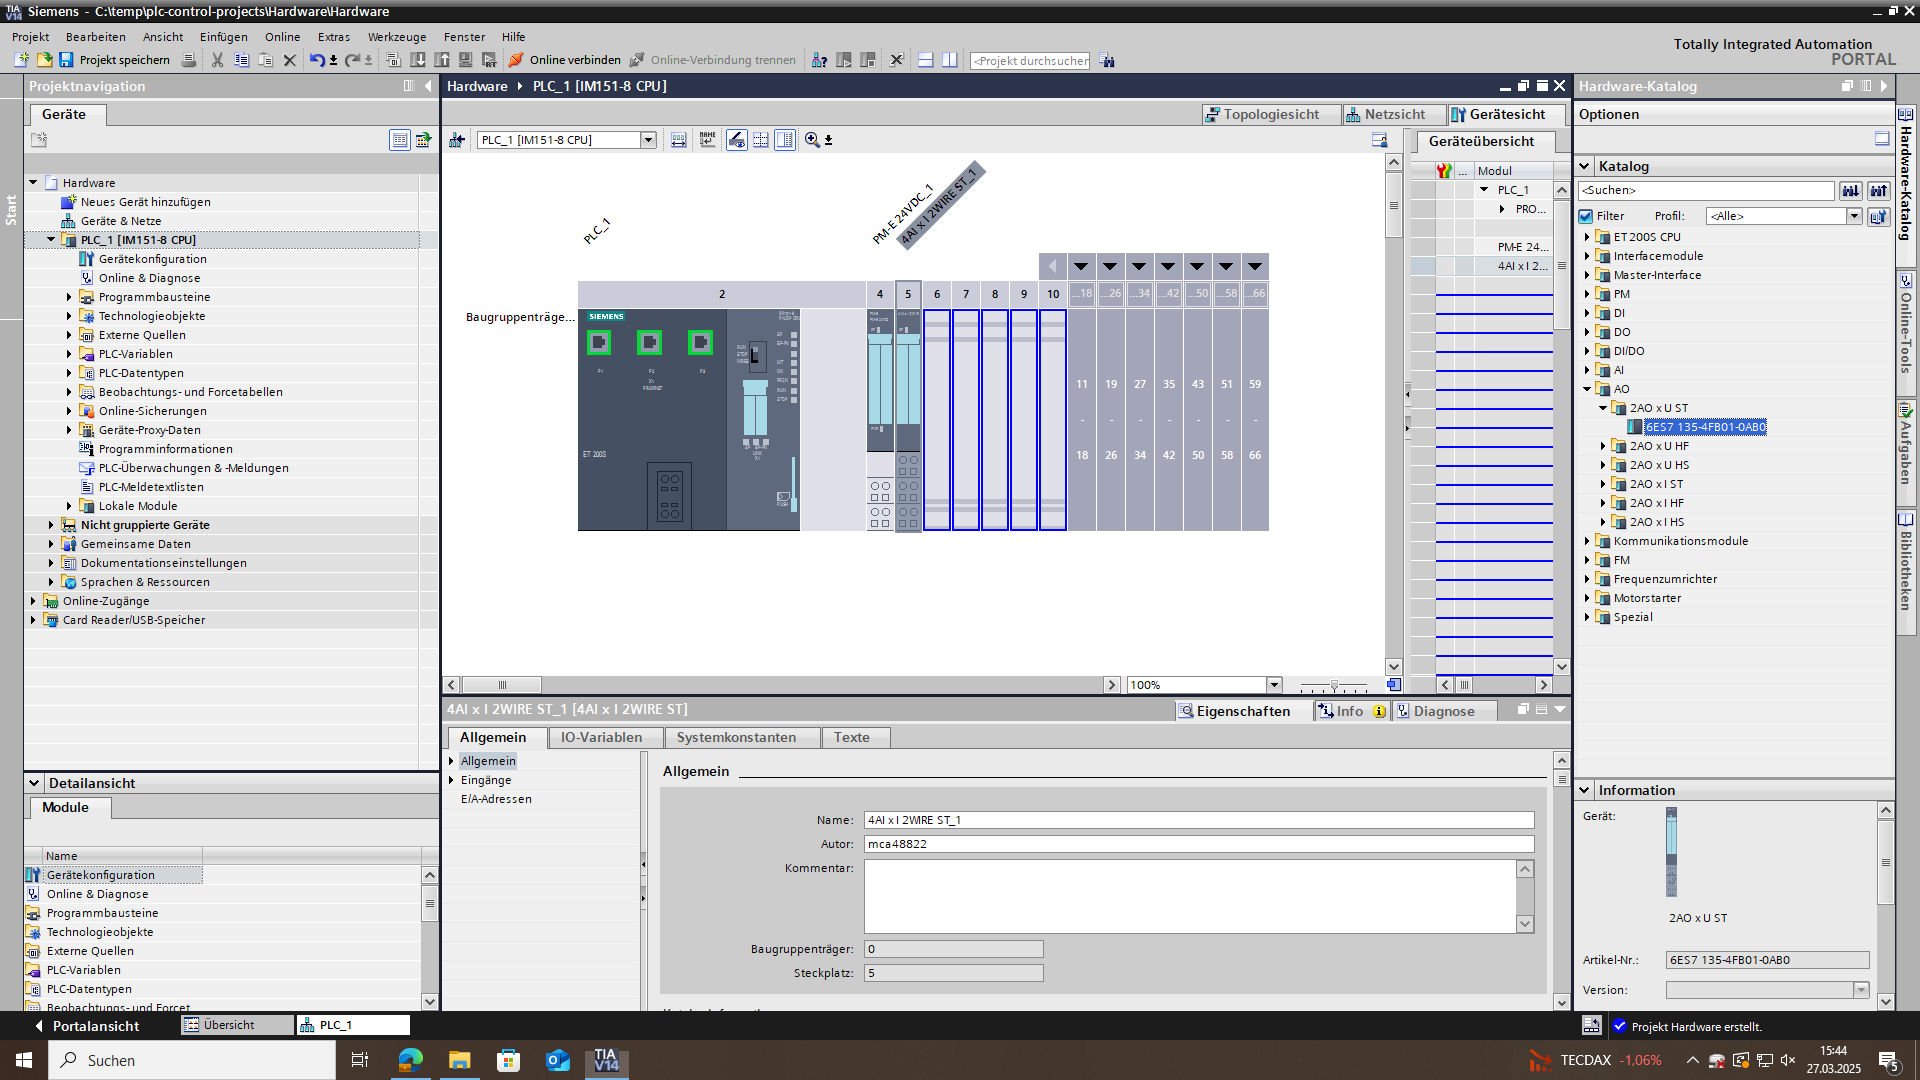 Siemens - C:\temp\plc-control-projects\Hardware\Hardware
Projekt Bearbeiten Ansicht Einfügen Online Extras Werkzeuge Fenster Hilfe
Totally Integrated Automation
PORTAL
Projekt speichern
Online verbinden
Online-Verbindung trennen
<Projekt durchsuchen
Projektnavigation
Geräte
Start
Hardware
Neues Gerät hinzufügen
Geräte & Netze
PLC_1 [IM151-8 CPU]
Gerätekonfiguration
Online & Diagnose
Programmbausteine
Technologieobjekte
Externe Quellen
PLC-Variablen
PLC-Datentypen
Beobachtungs- und Forcetabellen
Online-Sicherungen
Geräte-Proxy-Daten
Programminformationen
PLC-Überwachungen & -Meldungen
PLC-Meldetextlisten
Lokale Module
Nicht gruppierte Geräte
Gemeinsame Daten
Dokumentationseinstellungen
Sprachen & Ressourcen
Online-Zugänge
Card Reader/USB-Speicher
Detailansicht
Module
Name
Gerätekonfiguration
Online & Diagnose
Programmbausteine
Technologieobjekte
Externe Quellen
PLC-Variablen
PLC-Datentypen
Beobachtungs- und Forcet
Hardware PLC_1 [IM151-8 CPU]
Topologiesicht Netzsicht Gerätesicht
PLC_1 [IM151-8 CPU]
PLC_1
PM-E 24VDC_1
4AI x I 2WIRE ST_1
2 4 5 6 7 8 9 10 ...18 ...26 ...34 ...42 ...50 ...58 ...66
Baugruppenträge...
SIEMENS
ET 200S
11 19 27 35 43 51 59
- - - - - - -
18 26 34 42 50 58 66
100%
Geräteübersicht
... Modul
PLC_1
PRO...
PM-E 24...
4AI x I 2...
4AI x I 2WIRE ST_1 [4AI x I 2WIRE ST]
Eigenschaften Info Diagnose
Allgemein IO-Variablen Systemkonstanten Texte
Allgemein
Eingänge
E/A-Adressen
Allgemein
Name: 4AI x I 2WIRE ST_1
Autor: mca48822
Kommentar:
Baugruppenträger: 0
Steckplatz: 5
Hardware-Katalog
Optionen
Katalog
<Suchen>
Filter Profil: <Alle>
ET 200S CPU
Interfacemodule
Master-Interface
PM
DI
DO
DI/DO
AI
AO
2AO x U ST
6ES7 135-4FB01-0AB0
2AO x U HF
2AO x U HS
2AO x I ST
2AO x I HF
2AO x I HS
Kommunikationsmodule
FM
Frequenzumrichter
Motorstarter
Spezial
Information
Gerät:
2AO x U ST
Artikel-Nr.: 6ES7 135-4FB01-0AB0
Version:
Hardware-Katalog
Online-Tools
Aufgaben
Bibliotheken
Portalansicht Übersicht PLC_1
Projekt Hardware erstellt.
Suchen
TIA
V14
TECDAX -1,06%
15:44
27.03.2025
5